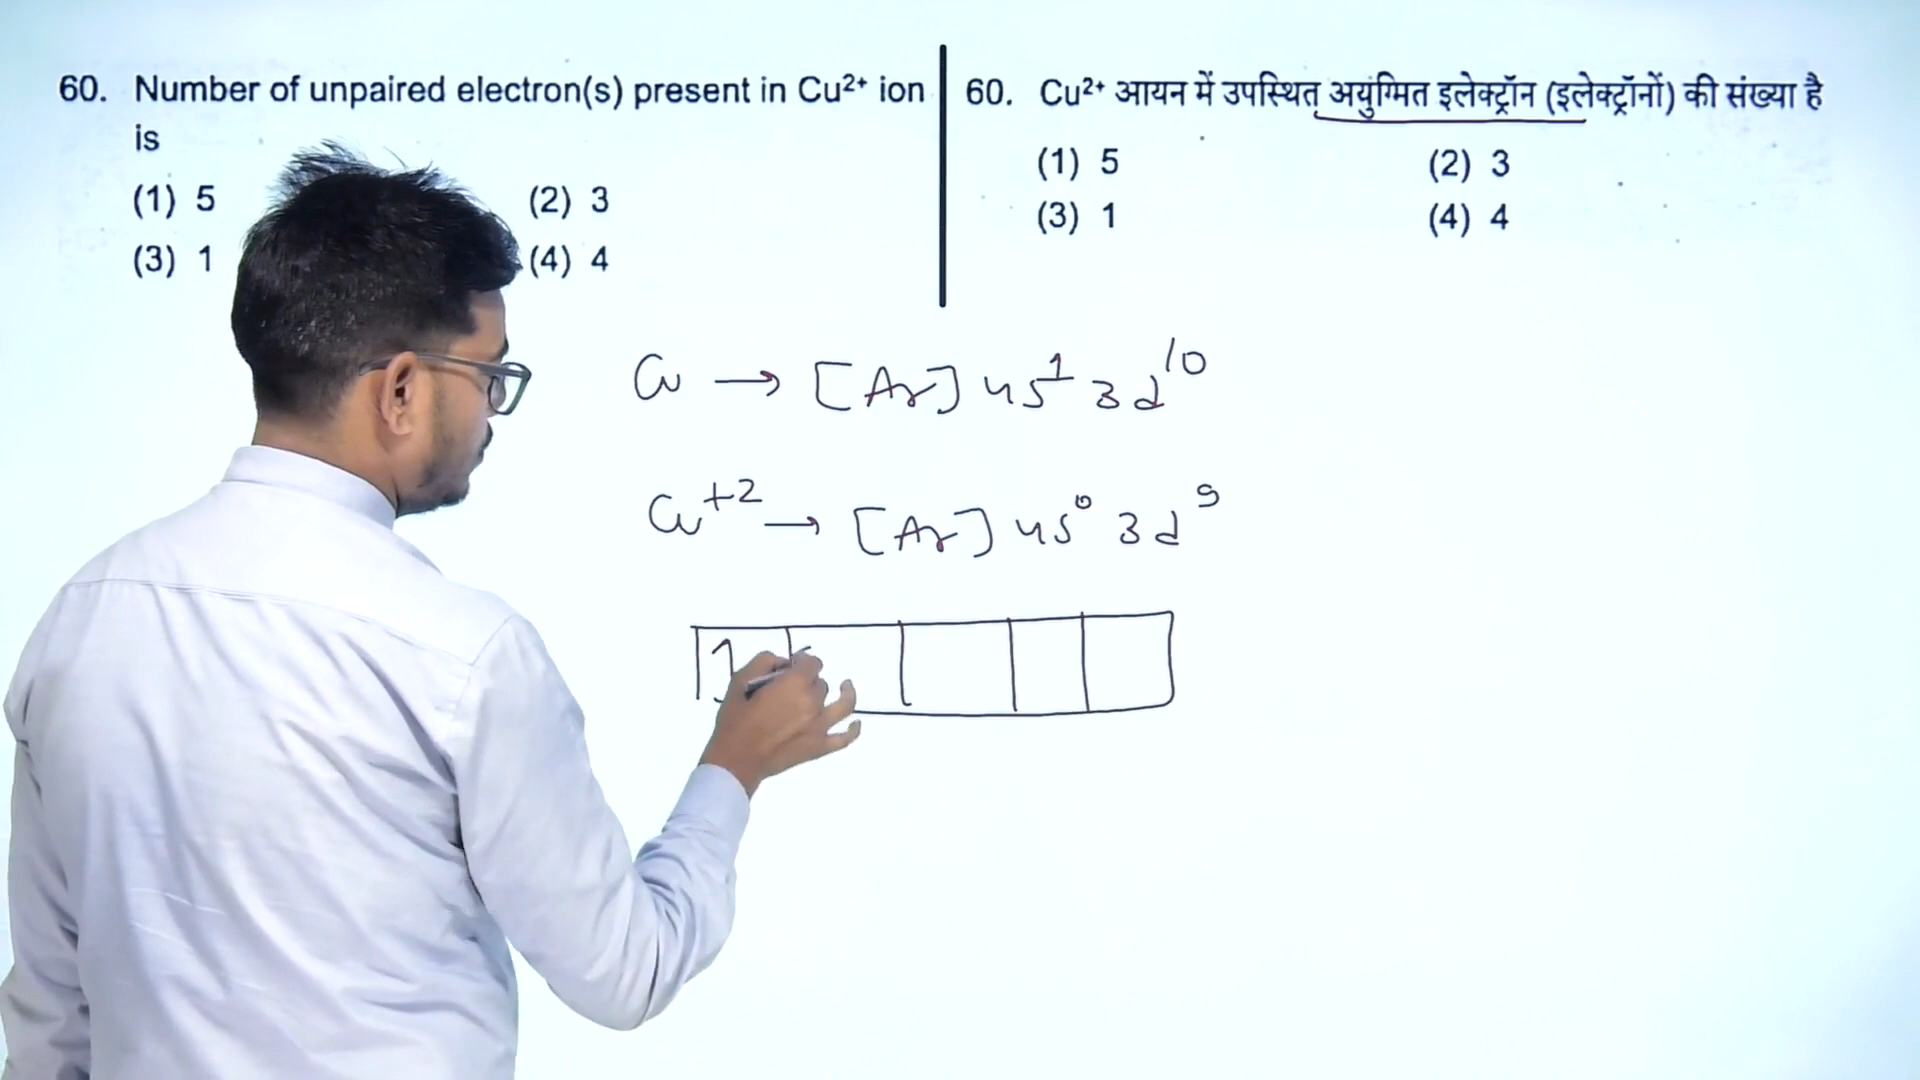 60. Number of unpaired electron(s) present in Cu²⁺ ion is
(1) 5 (2) 3
(3) 1 (4) 4
60. Cu²⁺ आयन में उपस्थित अयुग्मित इलेक्ट्रॉन (इलेक्ट्रॉनों) की संख्या है
(1) 5 (2) 3
(3) 1 (4) 4
Cu → [Ar] 4s¹ 3d¹⁰
Cu⁺² → [Ar] 4s⁰ 3d⁹
1